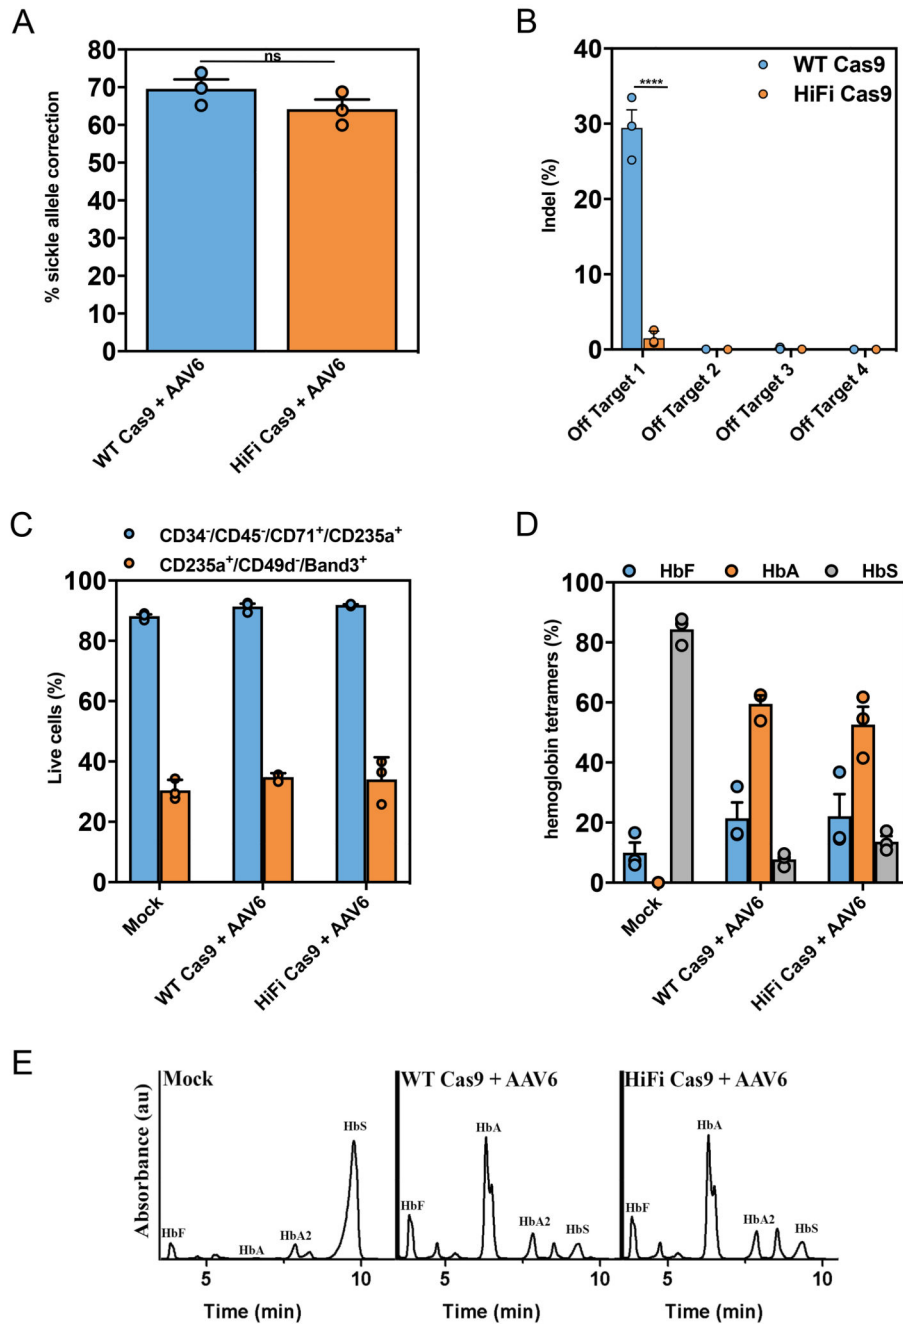 A
% sickle allele correction
80
70
60
50
40
30
20
10
0
ns
WT Cas9 + AAV6
HiFi Cas9 + AAV6
B
Indel (%)
40
30
20
10
0
****
WT Cas9
HiFi Cas9
Off Target 1
Off Target 2
Off Target 3
Off Target 4
C
CD34⁻/CD45⁻/CD71⁺/CD235a⁺
CD235a⁺/CD49d⁻/Band3⁺
Live cells (%)
100
80
60
40
20
0
Mock
WT Cas9 + AAV6
HiFi Cas9 + AAV6
D
HbF HbA HbS
hemoglobin tetramers (%)
100
80
60
40
20
0
Mock
WT Cas9 + AAV6
HiFi Cas9 + AAV6
E
Absorbance (au)
Mock
HbF
HbA
HbA2
HbS
5 10
Time (min)
WT Cas9 + AAV6
HbF
HbA
HbA2
HbS
5 10
Time (min)
HiFi Cas9 + AAV6
HbF
HbA
HbA2
HbS
5 10
Time (min)